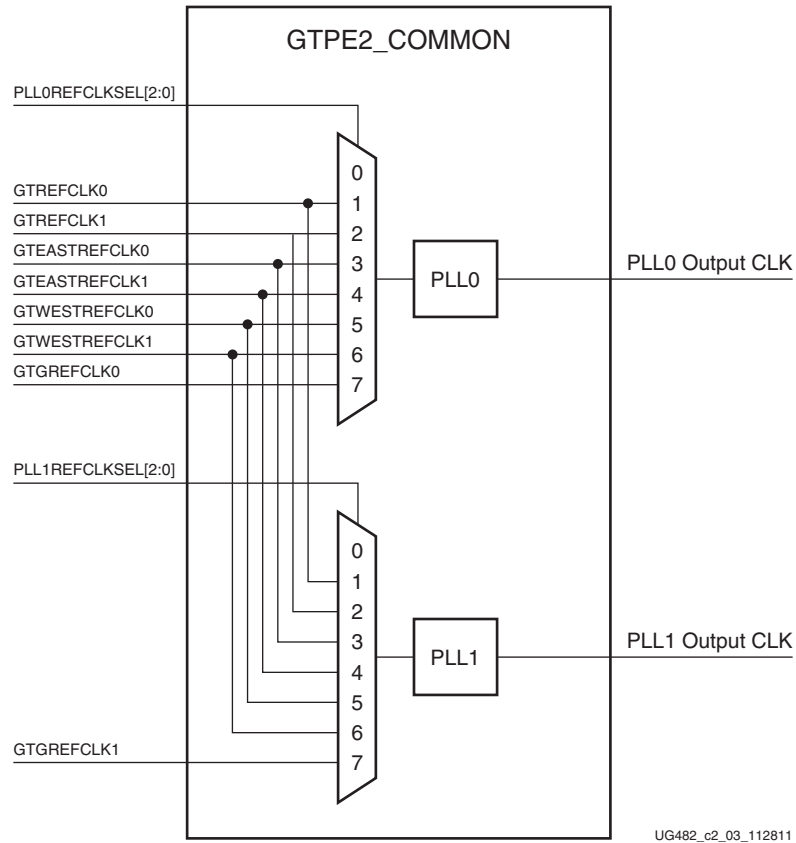 GTPE2_COMMON
PLL0REFCLKSEL[2:0]
0
GTREFCLK0
1
GTREFCLK1
2
GTEASTREFCLK0
3
GTEASTREFCLK1
4
GTWESTREFCLK0
5
GTWESTREFCLK1
6
GTGREFCLK0
7
PLL0
PLL0 Output CLK
PLL1REFCLKSEL[2:0]
0
1
2
3
4
5
6
GTGREFCLK1
7
PLL1
PLL1 Output CLK
UG482_c2_03_112811